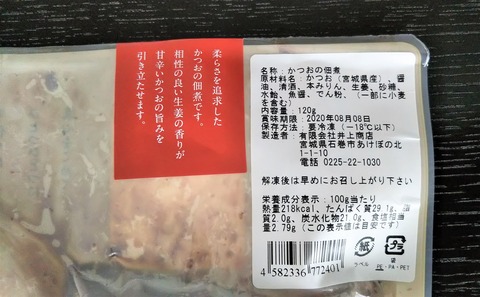 柔らさを追求した
かつおの佃煮です。
相性の良い生姜の香りが
甘辛いかつおの旨みを
引き立たせます。
名称：かつおの佃煮
原材料名：かつお（宮城県産）、醤
油、清酒、本みりん、生姜、砂糖、
水飴、魚醤、でん粉、（一部に小麦
を含む）
内容量：120g
賞味期限：2020年08月08日
保存方法：要冷凍（－18℃以下）
製造者：有限会社井上商店
宮城県石巻市あけぼの北
1-1-10
電話 0225-22-1030
解凍後は早めにお召し上がり下さい
栄養成分表示：100g当たり
熱量218kcal、たんぱく質29.1g、脂
質2.0g、炭水化物21.0g、食塩相当
量2.79g（この表示値は目安です）
4 582336 772401
紙
ラベル
プラ
袋
PE・PA・PET